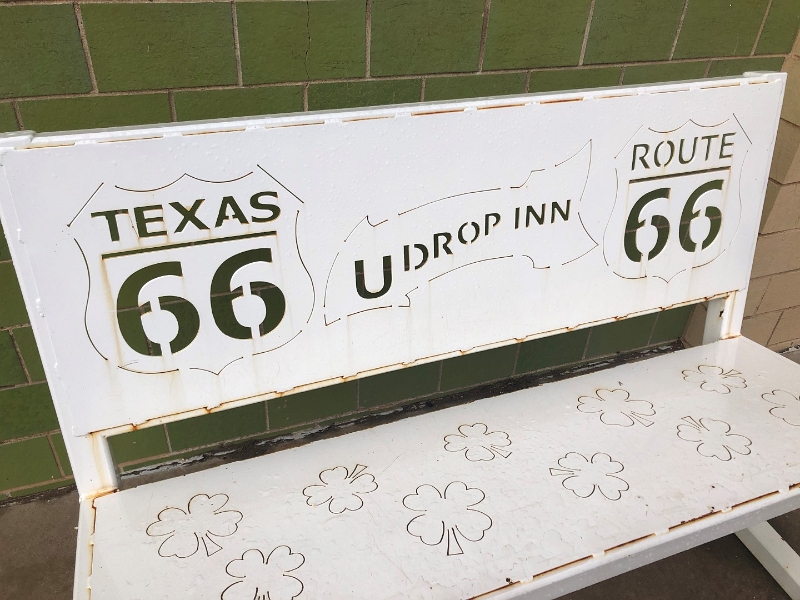 TEXAS
66
U DROP INN
ROUTE
66